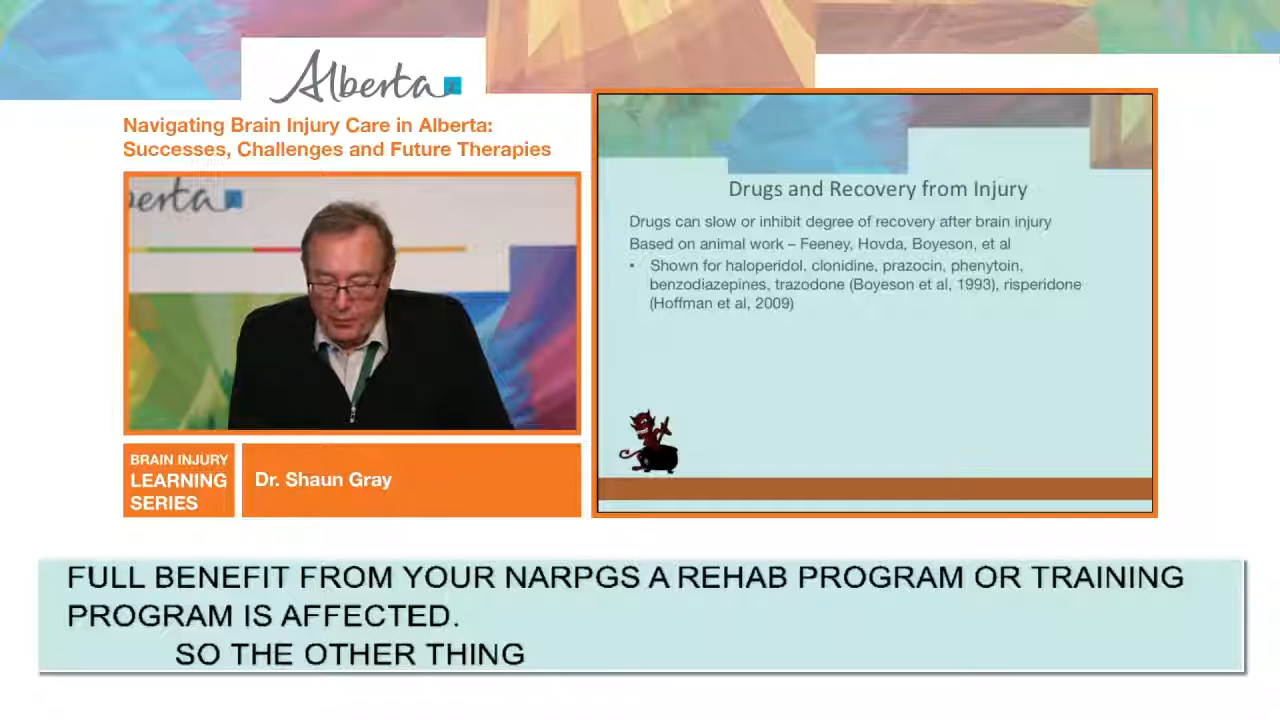 Alberta
Navigating Brain Injury Care in Alberta:
Successes, Challenges and Future Therapies
berta
BRAIN INJURY
LEARNING
SERIES
Dr. Shaun Gray
Drugs and Recovery from Injury
Drugs can slow or inhibit degree of recovery after brain injury
Based on animal work – Feeney, Hovda, Boyeson, et al
• Shown for haloperidol, clonidine, prazocin, phenytoin,
benzodiazepines, trazodone (Boyeson et al, 1993), risperidone
(Hoffman et al, 2009)
FULL BENEFIT FROM YOUR NARPGS A REHAB PROGRAM OR TRAINING
PROGRAM IS AFFECTED.
SO THE OTHER THING